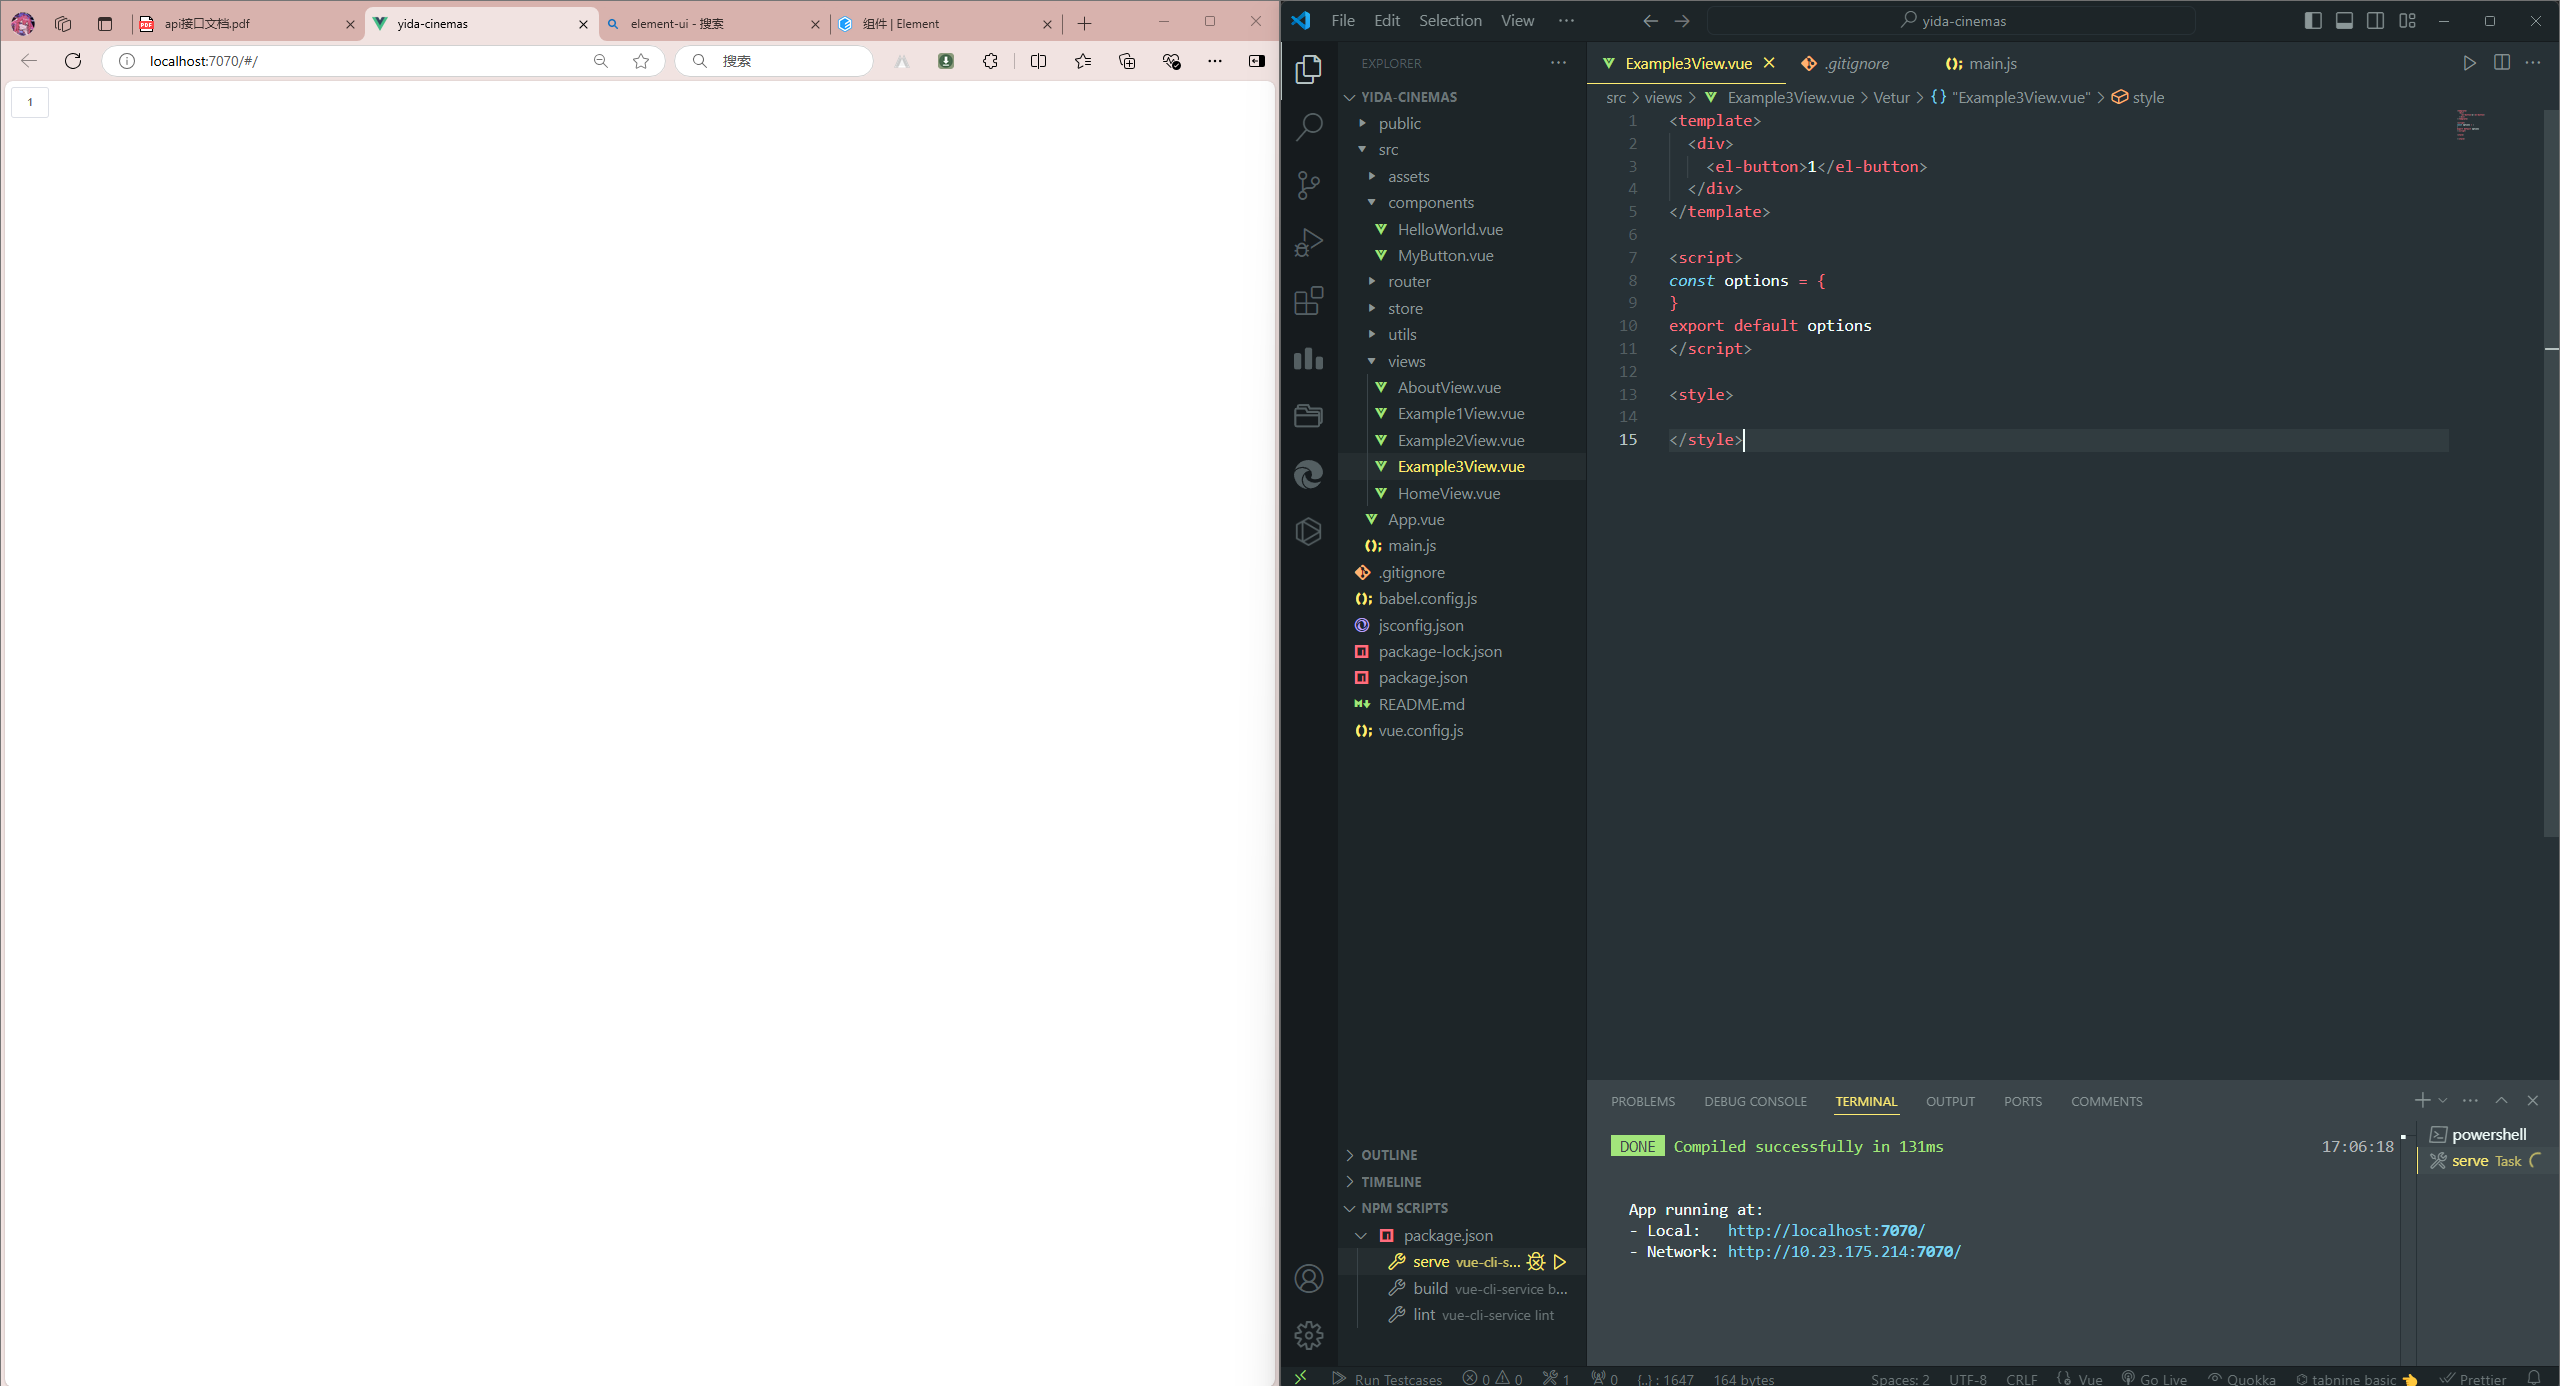 api接口文档.pdf
yida-cinemas
element-ui - 搜索
组件 | Element
localhost:7070/#/
搜索
1
File Edit Selection View ···
yida-cinemas
EXPLORER
YIDA-CINEMAS
public
src
assets
components
HelloWorld.vue
MyButton.vue
router
store
utils
views
AboutView.vue
Example1View.vue
Example2View.vue
Example3View.vue
HomeView.vue
App.vue
main.js
.gitignore
babel.config.js
jsconfig.json
package-lock.json
package.json
README.md
vue.config.js
OUTLINE
TIMELINE
NPM SCRIPTS
package.json
serve vue-cli-s...
build vue-cli-service b...
lint vue-cli-service lint
Example3View.vue
.gitignore
main.js
src > views > Example3View.vue > Vetur > {} "Example3View.vue" > style
1 <template>
2 <div>
3 <el-button>1</el-button>
4 </div>
5 </template>
6
7 <script>
8 const options = {
9 }
10 export default options
11 </script>
12
13 <style>
14
15 </style>
PROBLEMS DEBUG CONSOLE TERMINAL OUTPUT PORTS COMMENTS
DONE Compiled successfully in 131ms 17:06:18
App running at:
- Local: http://localhost:7070/
- Network: http://10.23.175.214:7070/
powershell
serve Task
Run Testcases 0 0 1 0 {..} : 1647 164 bytes Spaces: 2 UTF-8 CRLF Vue Go Live Quokka tabnine basic Prettier